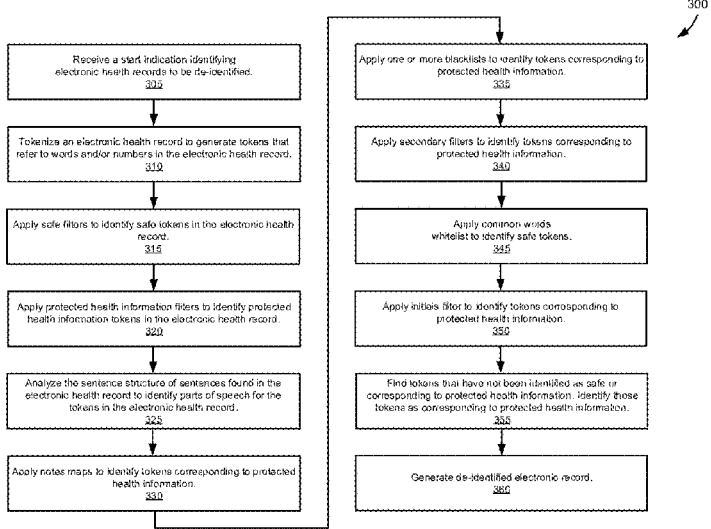 300
Receive a start indication identifying
electronic health records to be de-identified.
305
Tokenize an electronic health record to generate tokens that
refer to words and/or numbers in the electronic health record.
310
Apply safe filters to identify safe tokens in the electronic health
record.
315
Apply protected health information filters to identify protected
health information tokens in the electronic health record.
320
Analyze the sentence structure of sentences found in the
electronic health record to identify parts of speech for the
tokens in the electronic health record.
325
Apply notes maps to identify tokens corresponding to protected
health information.
330
Apply one or more blacklists to identify tokens corresponding to
protected health information.
335
Apply secondary filters to identify tokens corresponding to
protected health information.
340
Apply common words
whitelist to identify safe tokens.
345
Apply initials filter to identify tokens corresponding to
protected health information.
350
Find tokens that have not been identified as safe or
corresponding to protected health information. Identify those
tokens as corresponding to protected health information.
355
Generate de-identified electronic record.
360